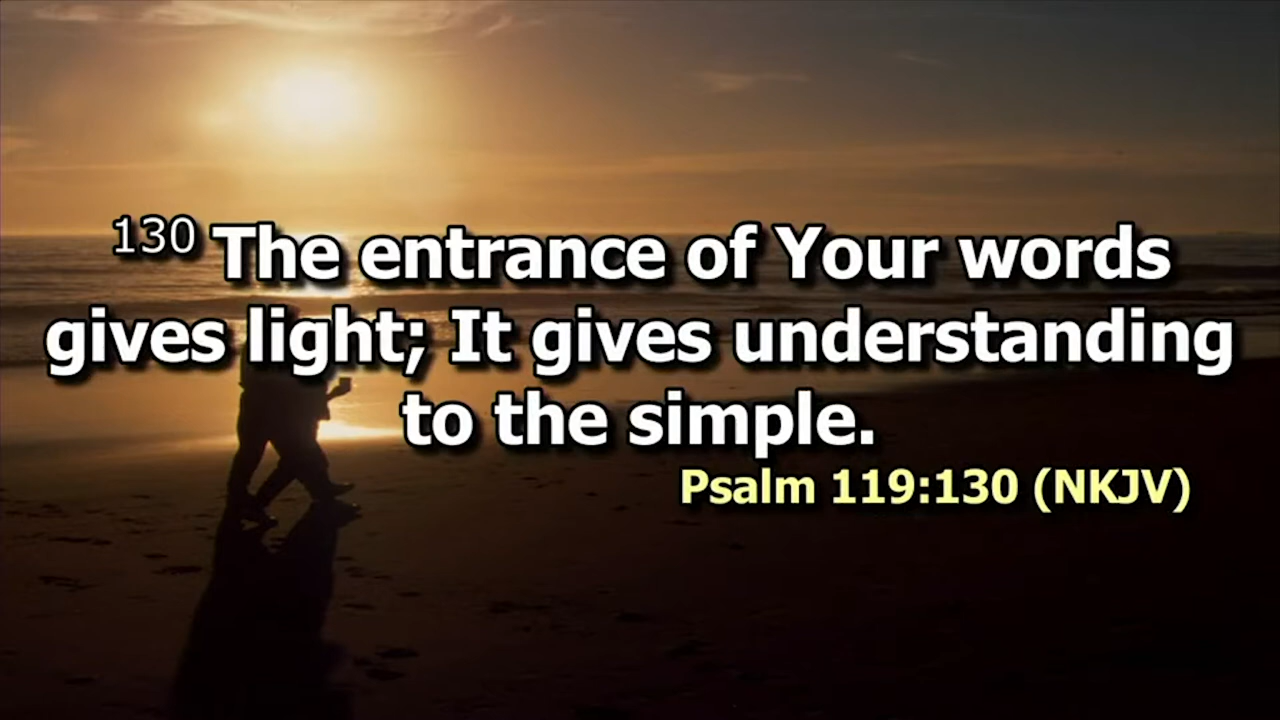 130 The entrance of Your words
gives light; It gives understanding
to the simple.
Psalm 119:130 (NKJV)